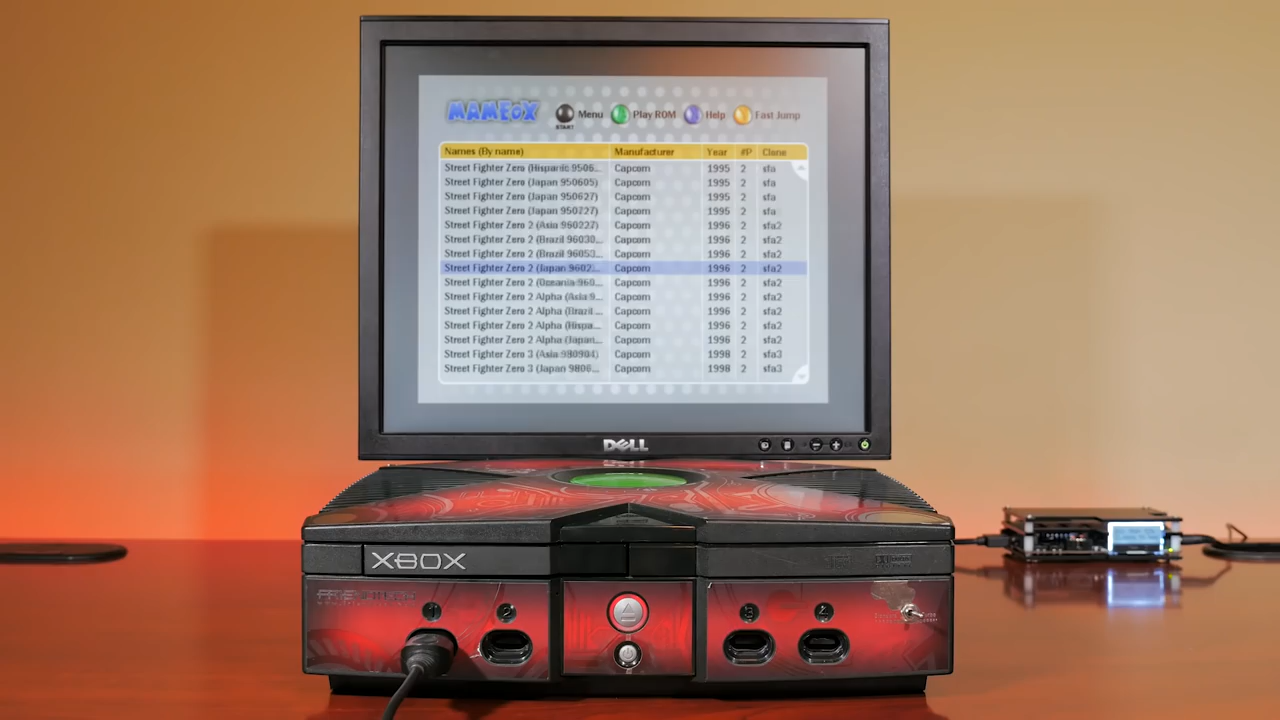 MAMEoX Menu Play ROM Help Fast Jump
START
Names (By name) Manufacturer Year #P Clone
Street Fighter Zero (Hispanic 9506... Capcom 1995 2 sfa
Street Fighter Zero (Japan 950605) Capcom 1995 2 sfa
Street Fighter Zero (Japan 950627) Capcom 1995 2 sfa
Street Fighter Zero (Japan 950727) Capcom 1995 2 sfa
Street Fighter Zero 2 (Asia 960227) Capcom 1996 2 sfa2
Street Fighter Zero 2 (Brazil 96030... Capcom 1996 2 sfa2
Street Fighter Zero 2 (Brazil 96053... Capcom 1996 2 sfa2
Street Fighter Zero 2 (Japan 9602... Capcom 1996 2 sfa2
Street Fighter Zero 2 (Oceania 960... Capcom 1996 2 sfa2
Street Fighter Zero 2 Alpha (Asia 9... Capcom 1996 2 sfa2
Street Fighter Zero 2 Alpha (Brazil ... Capcom 1996 2 sfa2
Street Fighter Zero 2 Alpha (Hispa... Capcom 1996 2 sfa2
Street Fighter Zero 2 Alpha (Japan... Capcom 1996 2 sfa2
Street Fighter Zero 3 (Asia 980904) Capcom 1998 2 sfa3
Street Fighter Zero 3 (Japan 9806... Capcom 1998 2 sfa3
DELL
XBOX
1 2 3 4